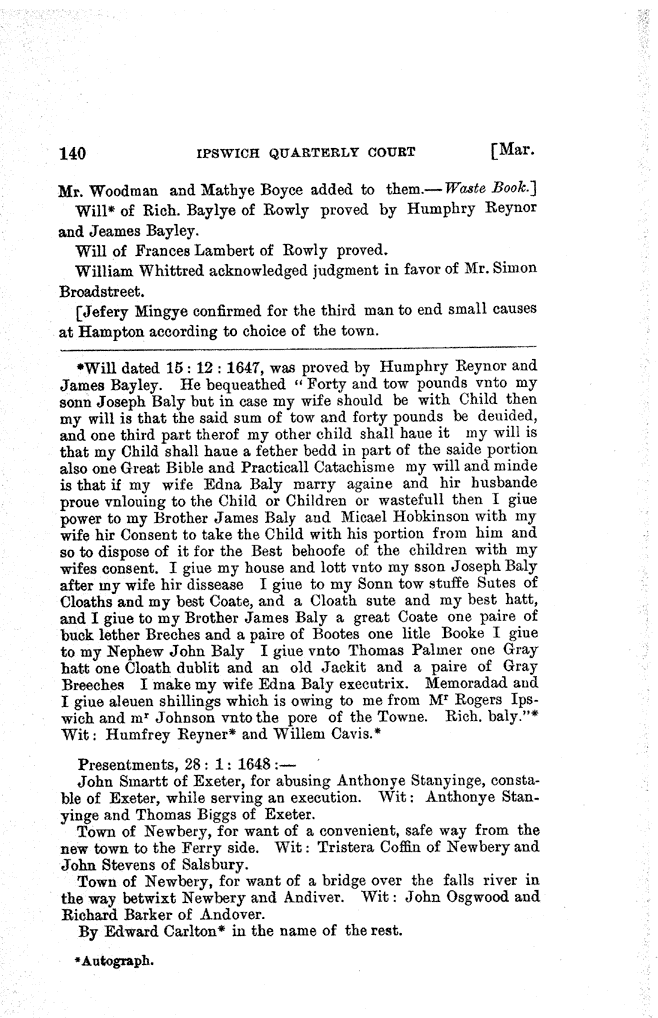 140 IPSWICH QUARTERLY COURT [Mar.
Mr. Woodman and Mathye Boyce added to them.—Waste Book.]
Will* of Rich. Baylye of Rowly proved by Humphry Reynor
and Jeames Bayley.
Will of Frances Lambert of Rowly proved.
William Whittred acknowledged judgment in favor of Mr. Simon
Broadstreet.
[Jefery Mingye confirmed for the third man to end small causes
at Hampton according to choice of the town.
*Will dated 15 : 12 : 1647, was proved by Humphry Reynor and
James Bayley. He bequeathed “Forty and tow pounds vnto my
sonn Joseph Baly but in case my wife should be with Child then
my will is that the said sum of tow and forty pounds be deuided,
and one third part therof my other child shall haue it my will is
that my Child shall haue a fether bedd in part of the saide portion
also one Great Bible and Practicall Catachisme my will and minde
is that if my wife Edna Baly marry againe and hir husbande
proue vnlouing to the Child or Children or wastefull then I giue
power to my Brother James Baly and Micael Hobkinson with my
wife hir Consent to take the Child with his portion from him and
so to dispose of it for the Best behoofe of the children with my
wifes consent. I giue my house and lott vnto my sson Joseph Baly
after my wife hir dissease I giue to my Sonn tow stuffe Sutes of
Cloaths and my best Coate, and a Cloath sute and my best hatt,
and I giue to my Brother James Baly a great Coate one paire of
buck lether Breches and a paire of Bootes one litle Booke I giue
to my Nephew John Baly I giue vnto Thomas Palmer one Gray
hatt one Cloath dublit and an old Jackit and a paire of Gray
Breeches I make my wife Edna Baly executrix. Memoradad and
I giue aleuen shillings which is owing to me from Mr Rogers Ips-
wich and mr Johnson vnto the pore of the Towne. Rich. baly.”*
Wit : Humfrey Reyner* and Willem Cavis.*
Presentments, 28 : 1 : 1648 :—
John Smartt of Exeter, for abusing Anthonye Stanyinge, consta-
ble of Exeter, while serving an execution. Wit : Anthonye Stan-
yinge and Thomas Biggs of Exeter.
Town of Newbery, for want of a convenient, safe way from the
new town to the Ferry side. Wit : Tristera Coffin of Newbery and
John Stevens of Salsbury.
Town of Newbery, for want of a bridge over the falls river in
the way betwixt Newbery and Andiver. Wit : John Osgwood and
Richard Barker of Andover.
By Edward Carlton* in the name of the rest.
*Autograph.